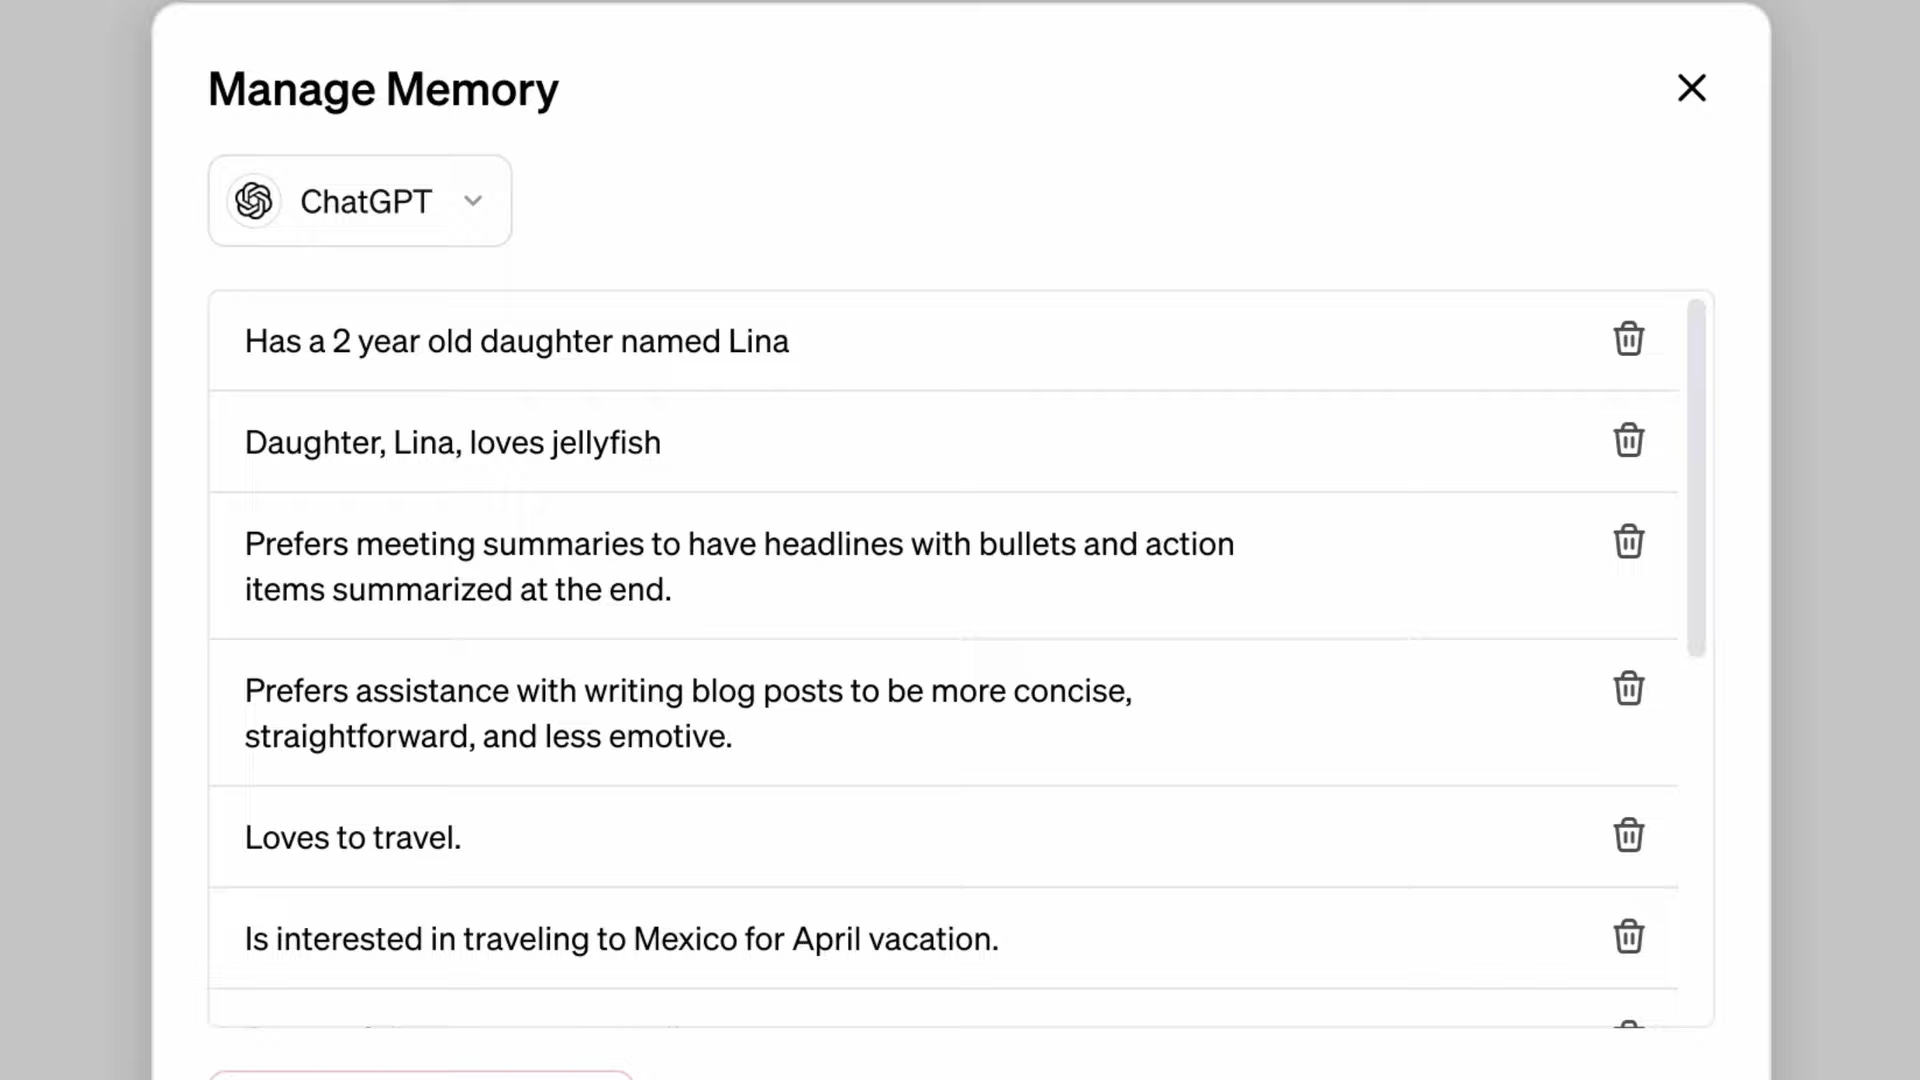 Manage Memory
ChatGPT
Has a 2 year old daughter named Lina
Daughter, Lina, loves jellyfish
Prefers meeting summaries to have headlines with bullets and action
items summarized at the end.
Prefers assistance with writing blog posts to be more concise,
straightforward, and less emotive.
Loves to travel.
Is interested in traveling to Mexico for April vacation.